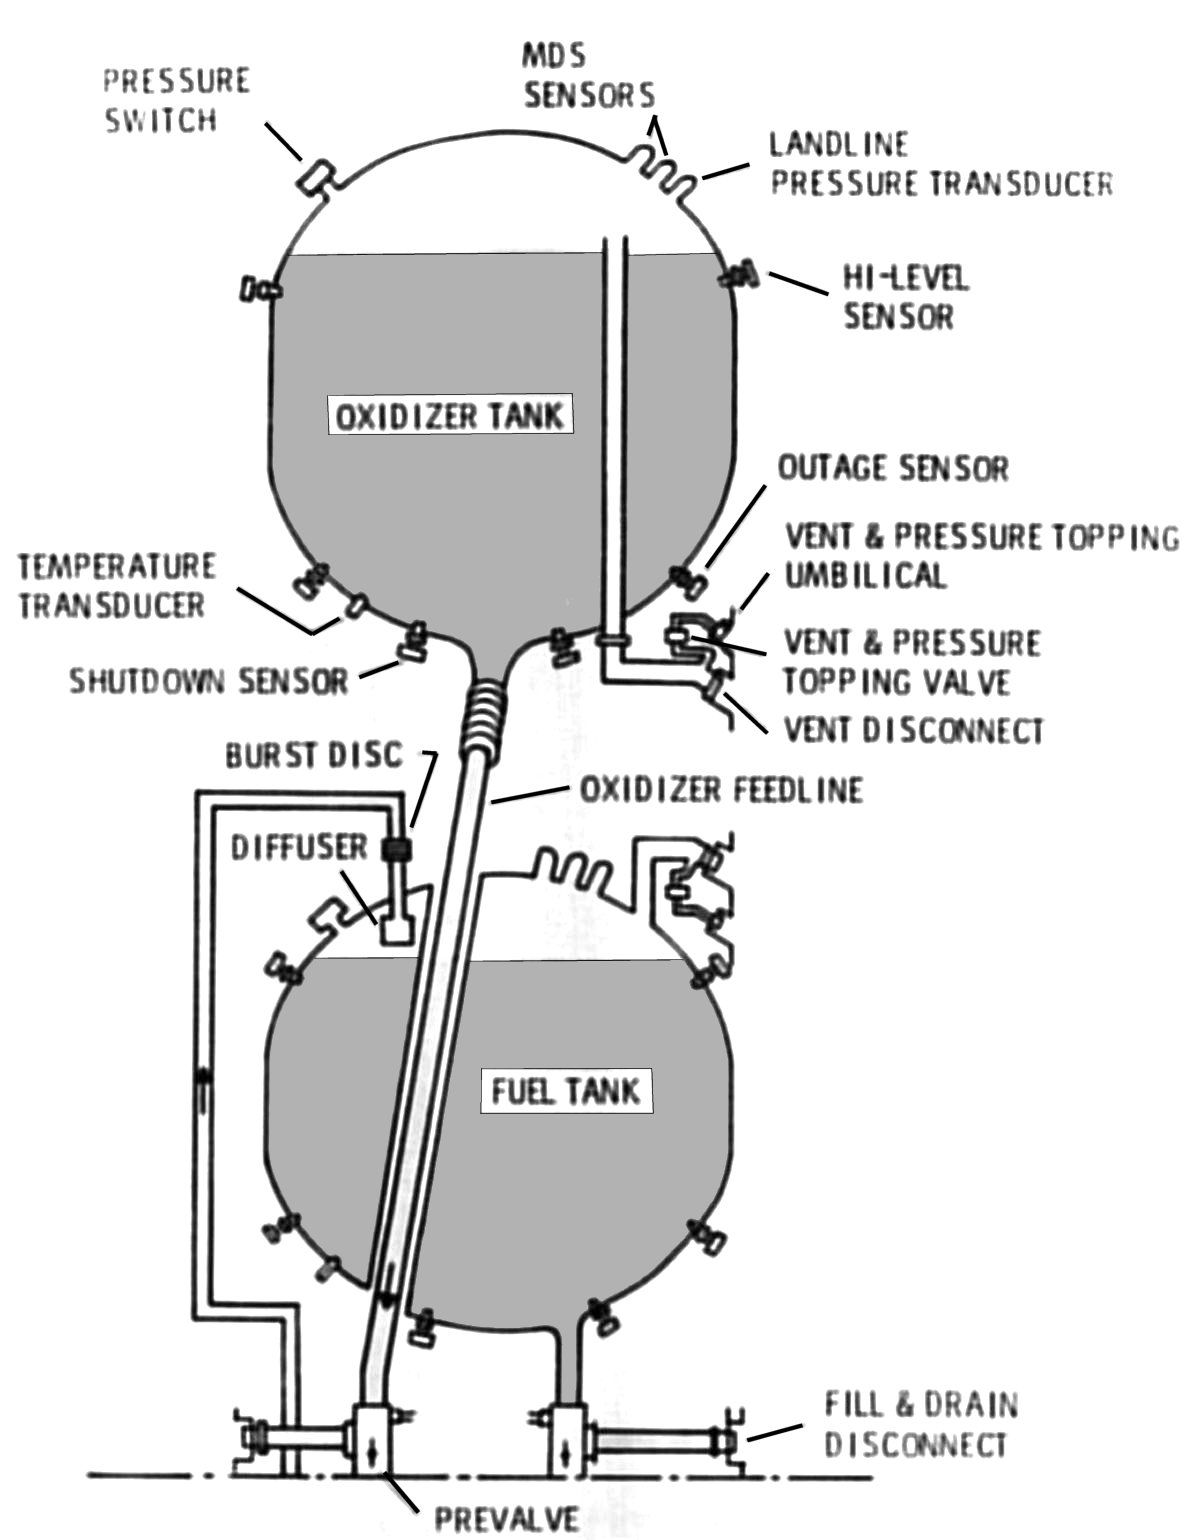 MDS
SENSORS
PRESSURE
SWITCH
LANDLINE
PRESSURE TRANSDUCER
HI-LEVEL
SENSOR
OXIDIZER TANK
OUTAGE SENSOR
VENT & PRESSURE TOPPING
UMBILICAL
TEMPERATURE
TRANSDUCER
VENT & PRESSURE
TOPPING VALVE
SHUTDOWN SENSOR
VENT DISCONNECT
BURST DISC
OXIDIZER FEEDLINE
DIFFUSER
FUEL TANK
FILL & DRAIN
DISCONNECT
PREVALVE